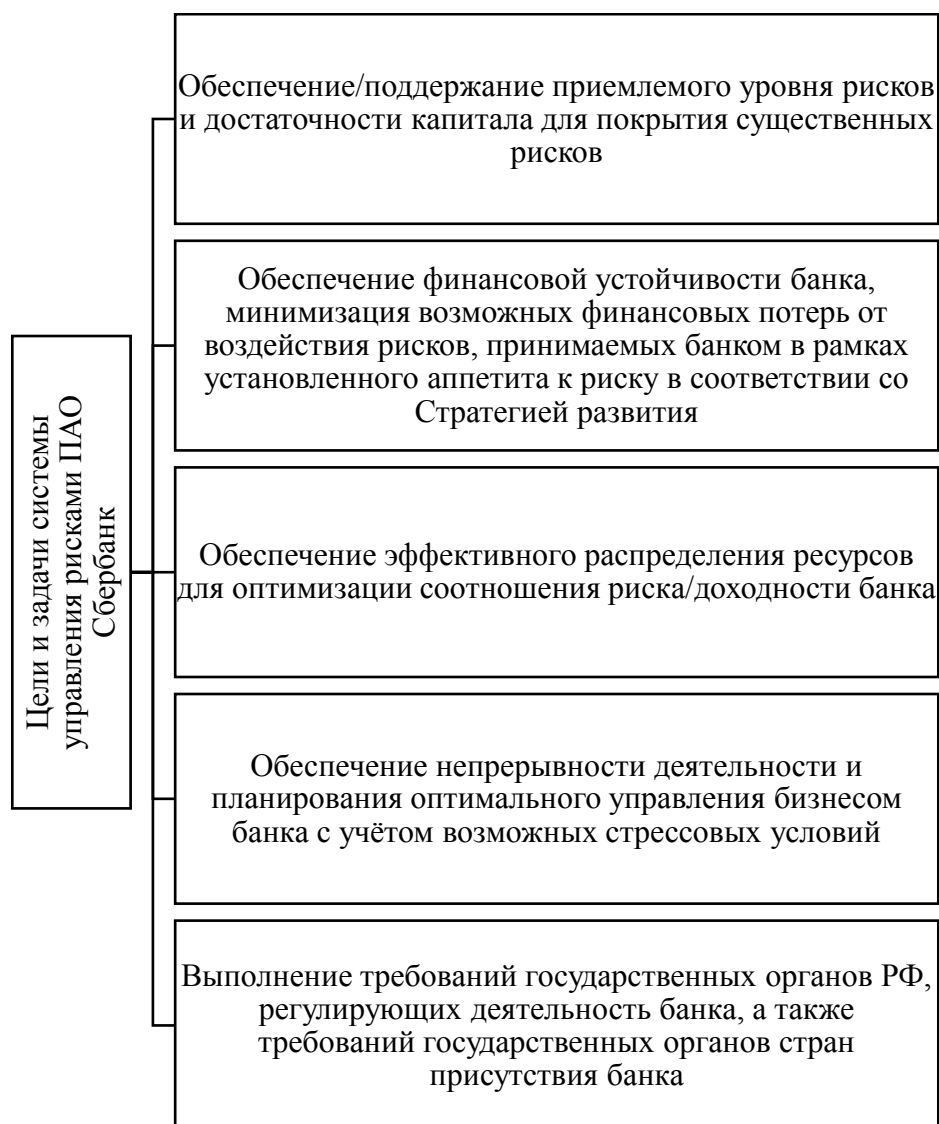 Цели и задачи системы
управления рисками ПАО
Сбербанк
Обеспечение/поддержание приемлемого уровня рисков
и достаточности капитала для покрытия существенных
рисков
Обеспечение финансовой устойчивости банка,
минимизация возможных финансовых потерь от
воздействия рисков, принимаемых банком в рамках
установленного аппетита к риску в соответствии со
Стратегией развития
Обеспечение эффективного распределения ресурсов
для оптимизации соотношения риска/доходности банка
Обеспечение непрерывности деятельности и
планирования оптимального управления бизнесом
банка с учётом возможных стрессовых условий
Выполнение требований государственных органов РФ,
регулирующих деятельность банка, а также
требований государственных органов стран
присутствия банка